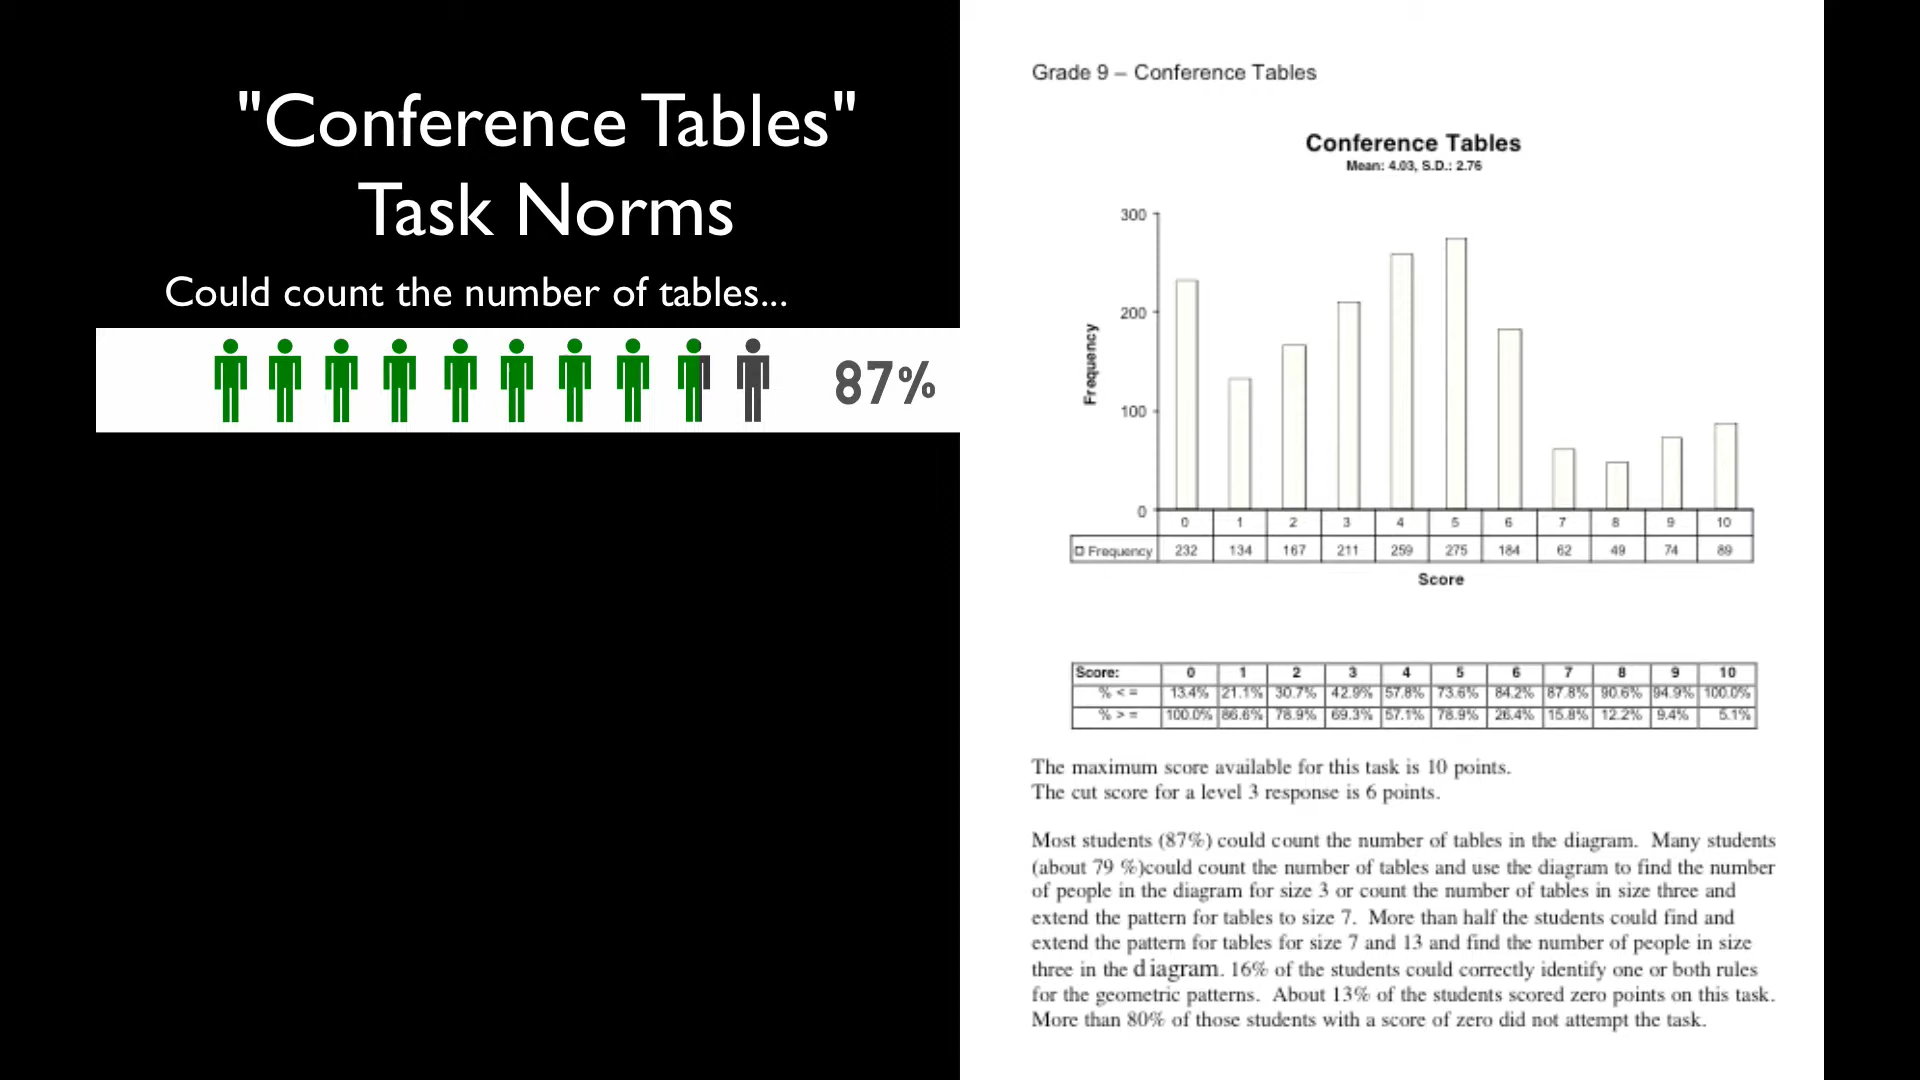 "Conference Tables"
Task Norms
Could count the number of tables...
87%
Grade 9 – Conference Tables
Conference Tables
Mean: 4.03, S.D.: 2.76
300
200
100
0
Frequency
0 1 2 3 4 5 6 7 8 9 10
Frequency 232 134 167 211 259 275 184 62 49 74 89
Score
Score: 0 1 2 3 4 5 6 7 8 9 10
% < = 13.4% 21.1% 30.7% 42.9% 57.8% 73.6% 84.2% 87.8% 90.6% 94.9% 100.0%
% > = 100.0% 86.6% 78.9% 69.3% 57.1% 78.9% 26.4% 15.8% 12.2% 9.4% 5.1%
The maximum score available for this task is 10 points.
The cut score for a level 3 response is 6 points.
Most students (87%) could count the number of tables in the diagram. Many students
(about 79 %)could count the number of tables and use the diagram to find the number
of people in the diagram for size 3 or count the number of tables in size three and
extend the pattern for tables to size 7. More than half the students could find and
extend the pattern for tables for size 7 and 13 and find the number of people in size
three in the diagram. 16% of the students could correctly identify one or both rules
for the geometric patterns. About 13% of the students scored zero points on this task.
More than 80% of those students with a score of zero did not attempt the task.